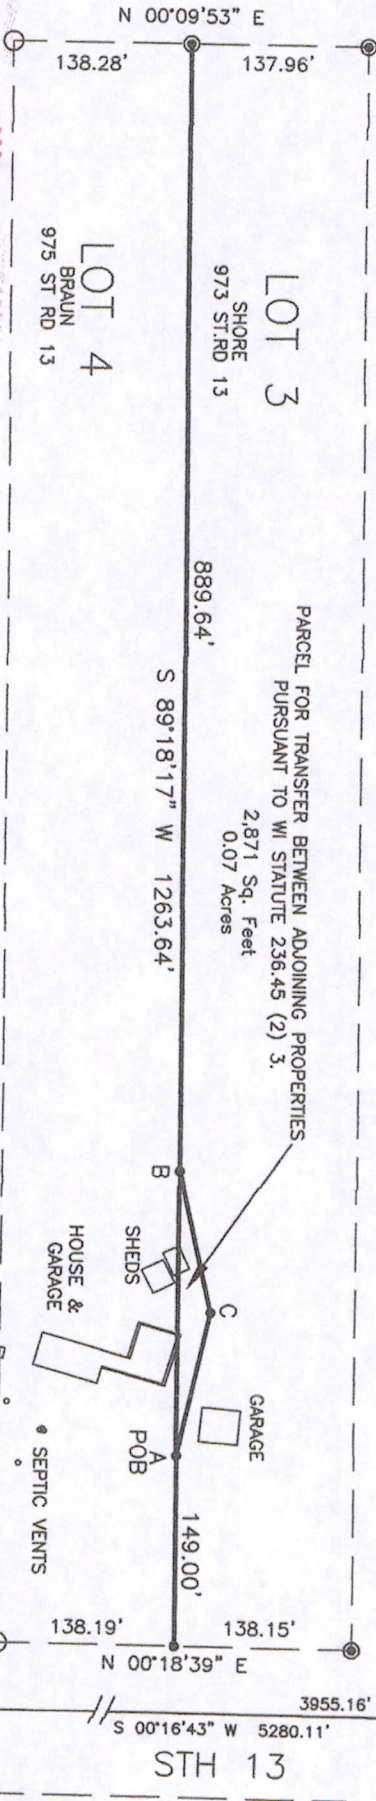 N 00°09'53" E
138.28'
137.96'
LOT 3
SHORE
973 ST.RD 13
LOT 4
BRAUN
975 ST RD 13
889.64'
S 89°18'17" W 1263.64'
PARCEL FOR TRANSFER BETWEEN ADJOINING PROPERTIES
PURSUANT TO WI STATUTE 236.45 (2) 3.
2,871 Sq. Feet
0.07 Acres
B
C
SHEDS
HOUSE &
GARAGE
GARAGE
A
POB
SEPTIC VENTS
149.00'
138.19'
138.15'
N 00°18'39" E
3955.16'
S 00°16'43" W 5280.11'
STH 13